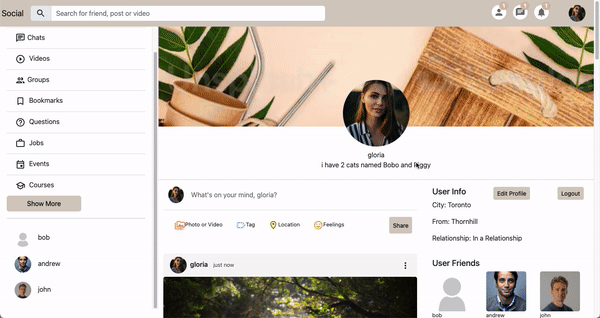 Social
Search for friend, post or video
1
1
1
Chats
Videos
Groups
Bookmarks
Questions
Jobs
Events
Courses
Show More
bob
andrew
john
gloria
i have 2 cats named Bobo and Piggy
What's on your mind, gloria?
Photo or Video
Tag
Location
Feelings
Share
gloria
just now
User Info
Edit Profile
Logout
City: Toronto
From: Thornhill
Relationship: In a Relationship
User Friends
bob
andrew
john